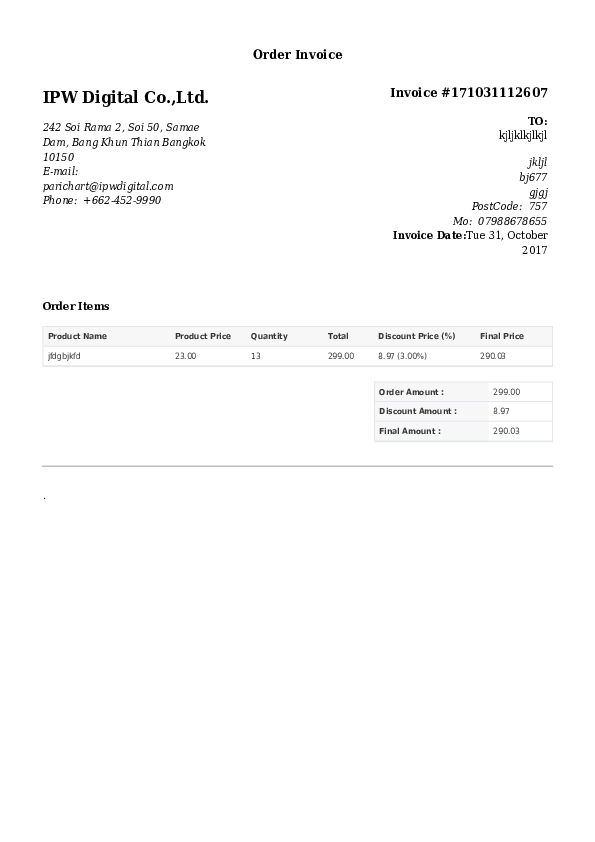 Order Invoice
IPW Digital Co.,Ltd.
242 Soi Rama 2, Soi 50, Samae
Dam, Bang Khun Thian Bangkok
10150
E-mail:
parichart@ipwdigital.com
Phone: +662-452-9990
Invoice #171031112607
TO:
kjljklkjlkjl
jkljl
bj677
gjgj
PostCode: 757
Mo: 07988678655
Invoice Date:Tue 31, October
2017
Order Items
Product Name Product Price Quantity Total Discount Price (%) Final Price
jfdgbjkfd 23.00 13 299.00 8.97 (3.00%) 290.03
Order Amount : 299.00
Discount Amount : 8.97
Final Amount : 290.03
.